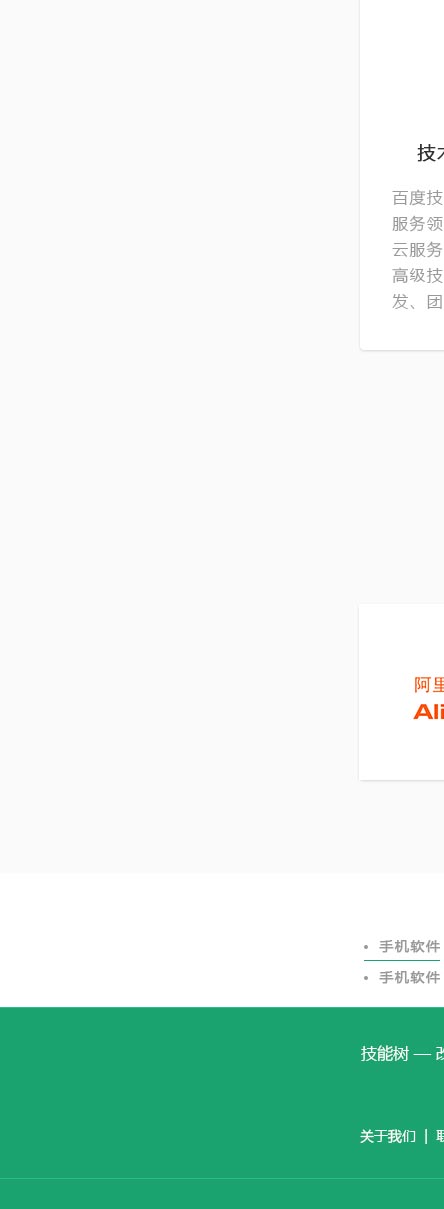 技术
百度技
服务领
云服务
高级技
发、团
阿里
Ali
• 手机软件
• 手机软件
技能树 — 改
关于我们 | 联